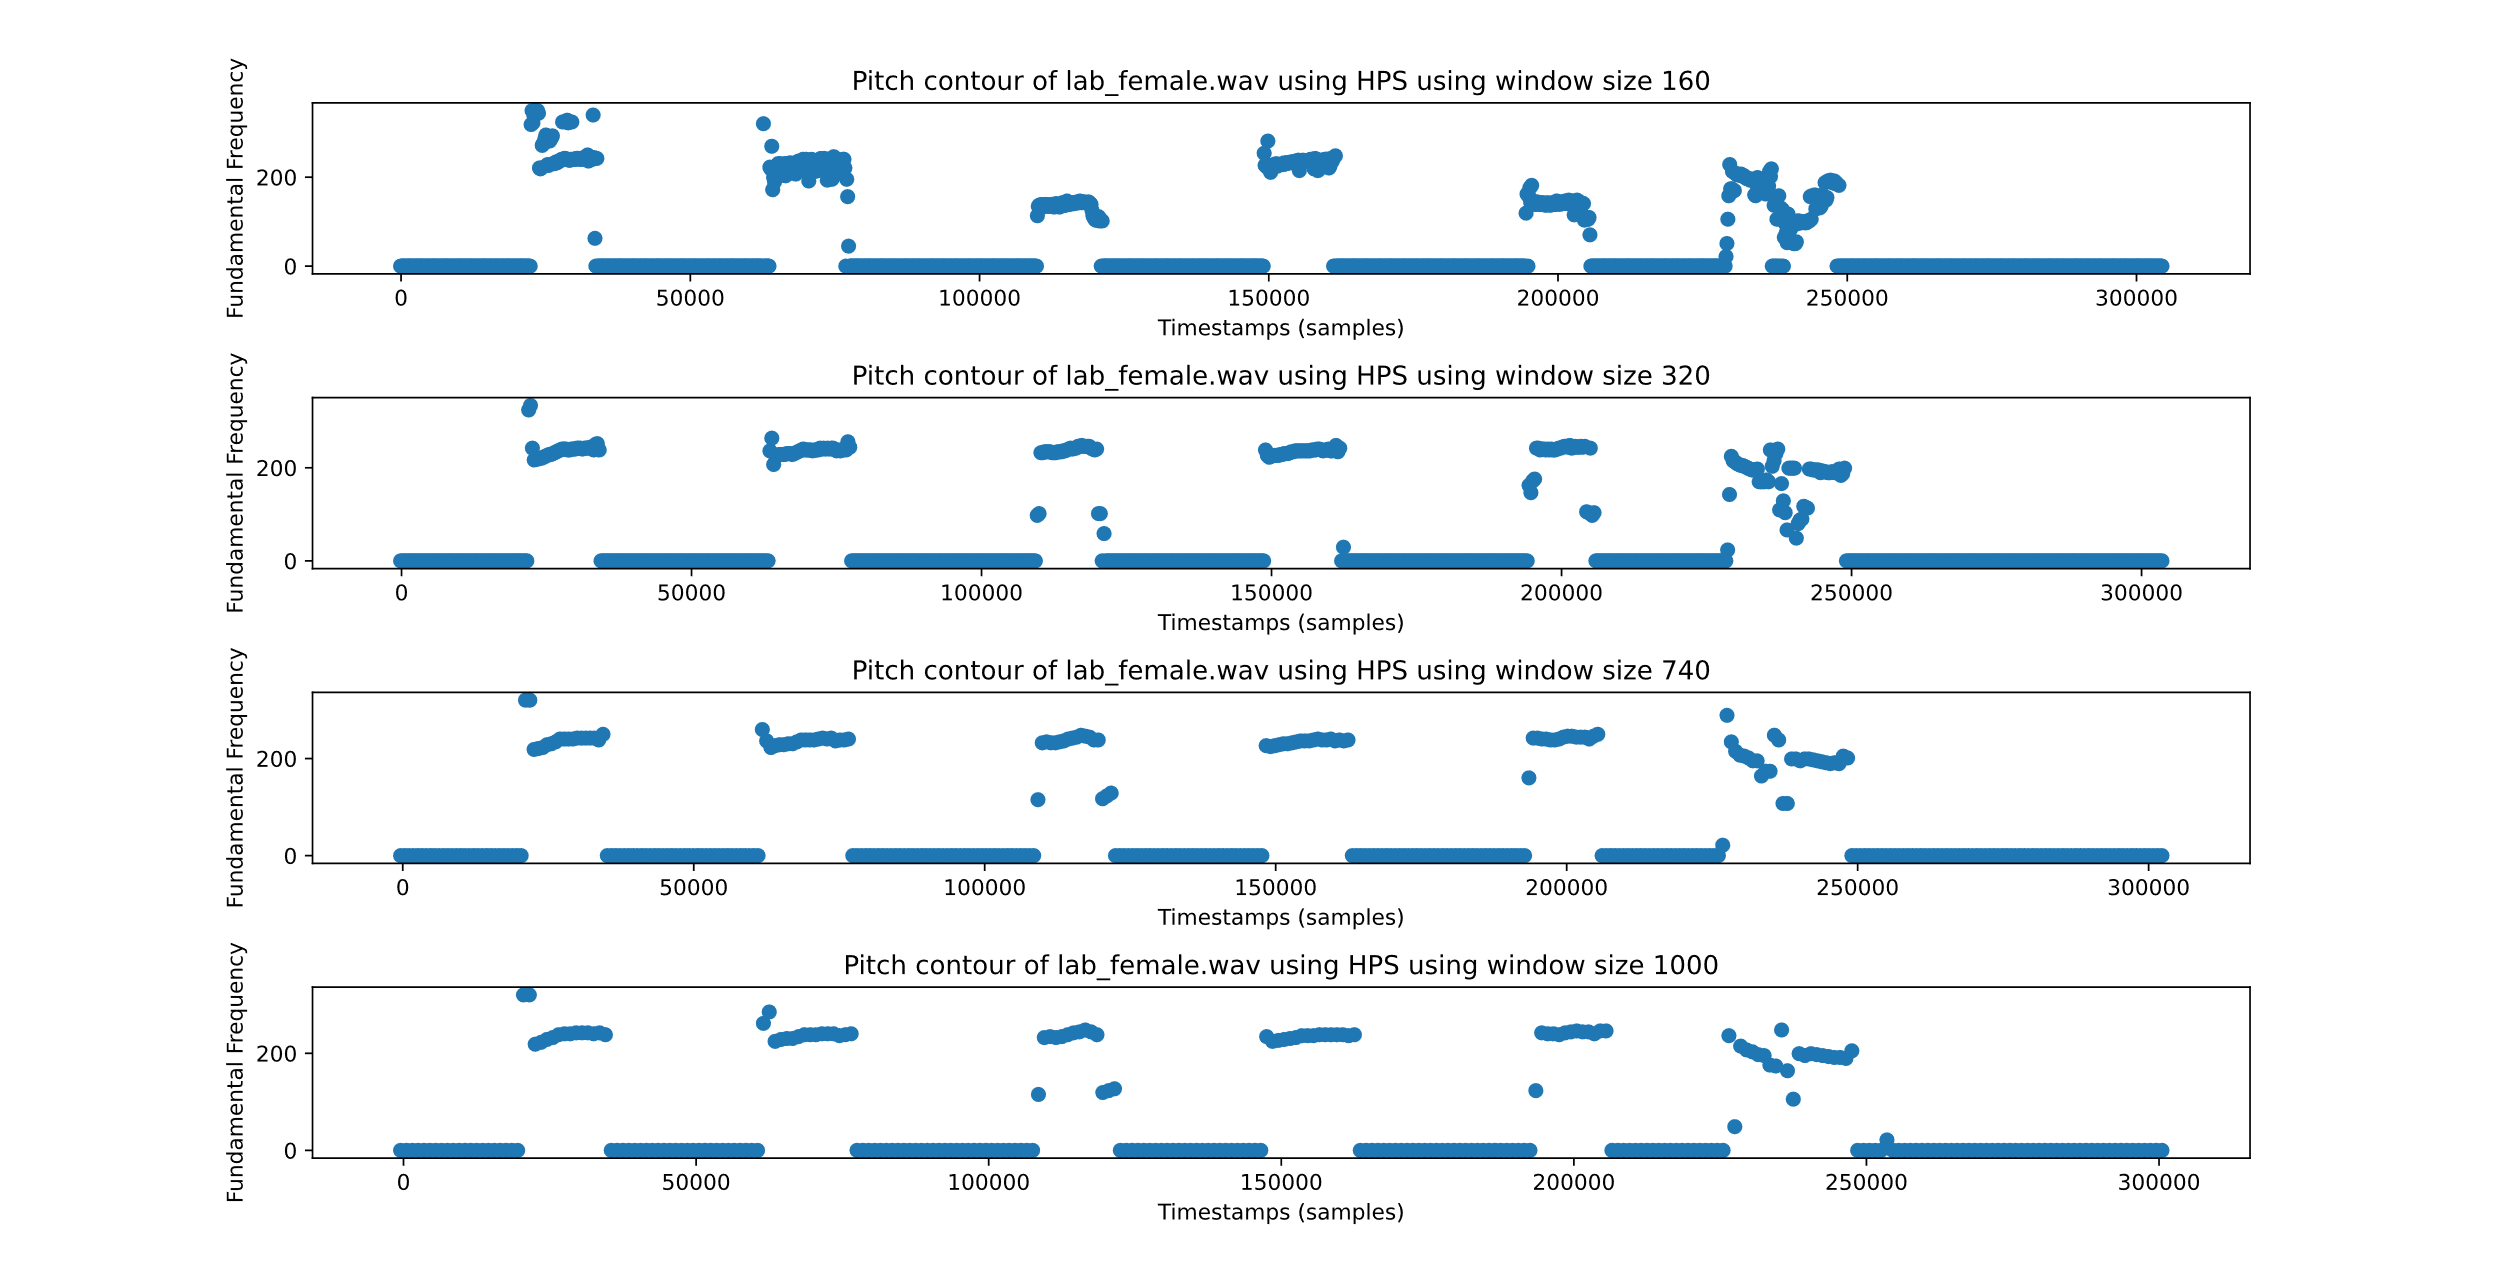 Pitch contour of lab_female.wav using HPS using window size 160
Fundamental Frequency
200
0
0 50000 100000 150000 200000 250000 300000
Timestamps (samples)
Pitch contour of lab_female.wav using HPS using window size 320
Fundamental Frequency
200
0
0 50000 100000 150000 200000 250000 300000
Timestamps (samples)
Pitch contour of lab_female.wav using HPS using window size 740
Fundamental Frequency
200
0
0 50000 100000 150000 200000 250000 300000
Timestamps (samples)
Pitch contour of lab_female.wav using HPS using window size 1000
Fundamental Frequency
200
0
0 50000 100000 150000 200000 250000 300000
Timestamps (samples)